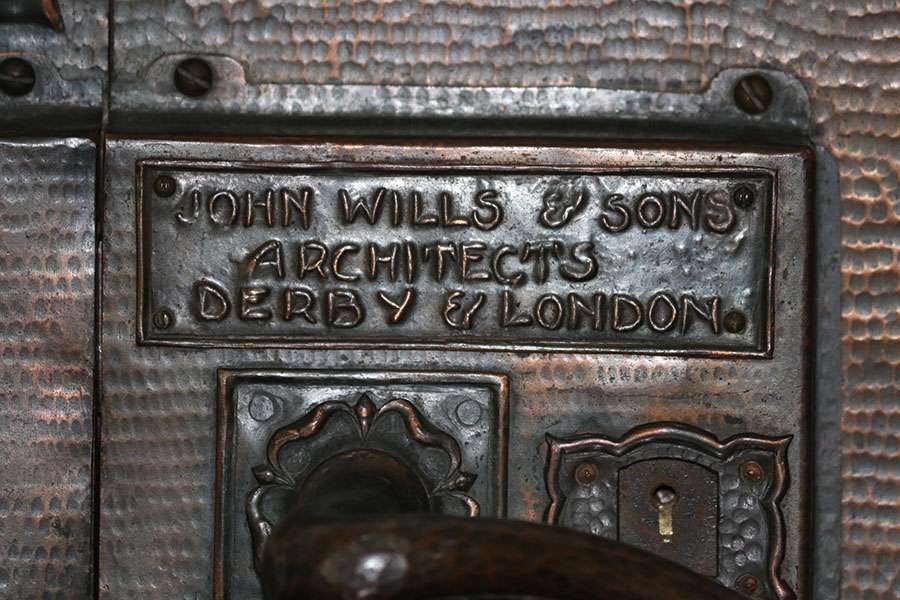 JOHN WILLS & SONS
ARCHITECTS
DERBY & LONDON